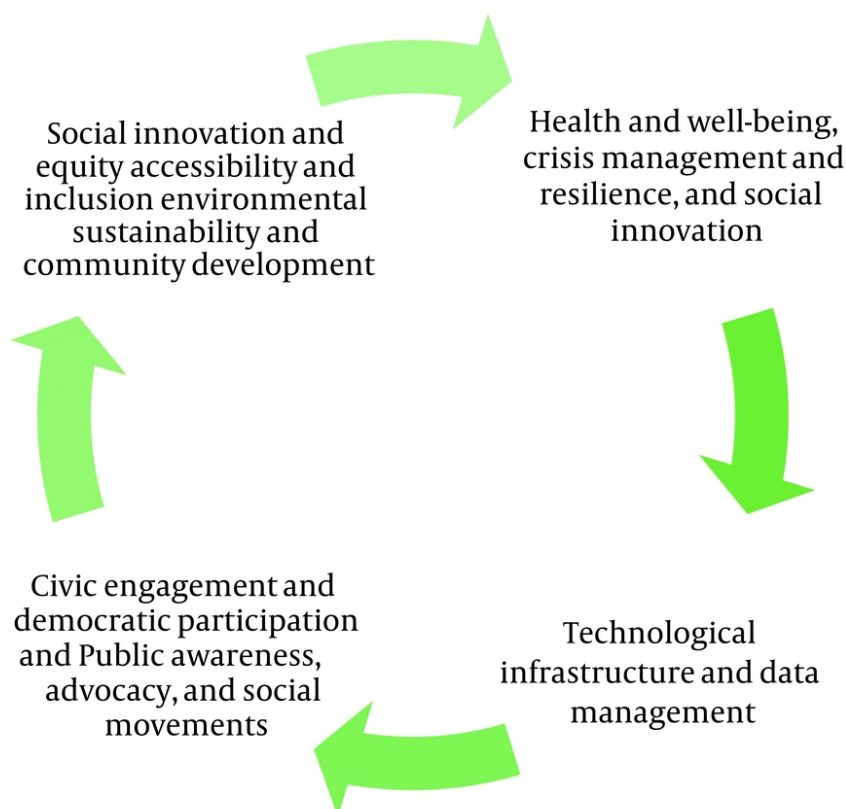 Social innovation and
equity accessibility and
inclusion environmental
sustainability and
community development
Health and well-being,
crisis management and
resilience, and social
innovation
Technological
infrastructure and data
management
Civic engagement and
democratic participation
and Public awareness,
advocacy, and social
movements